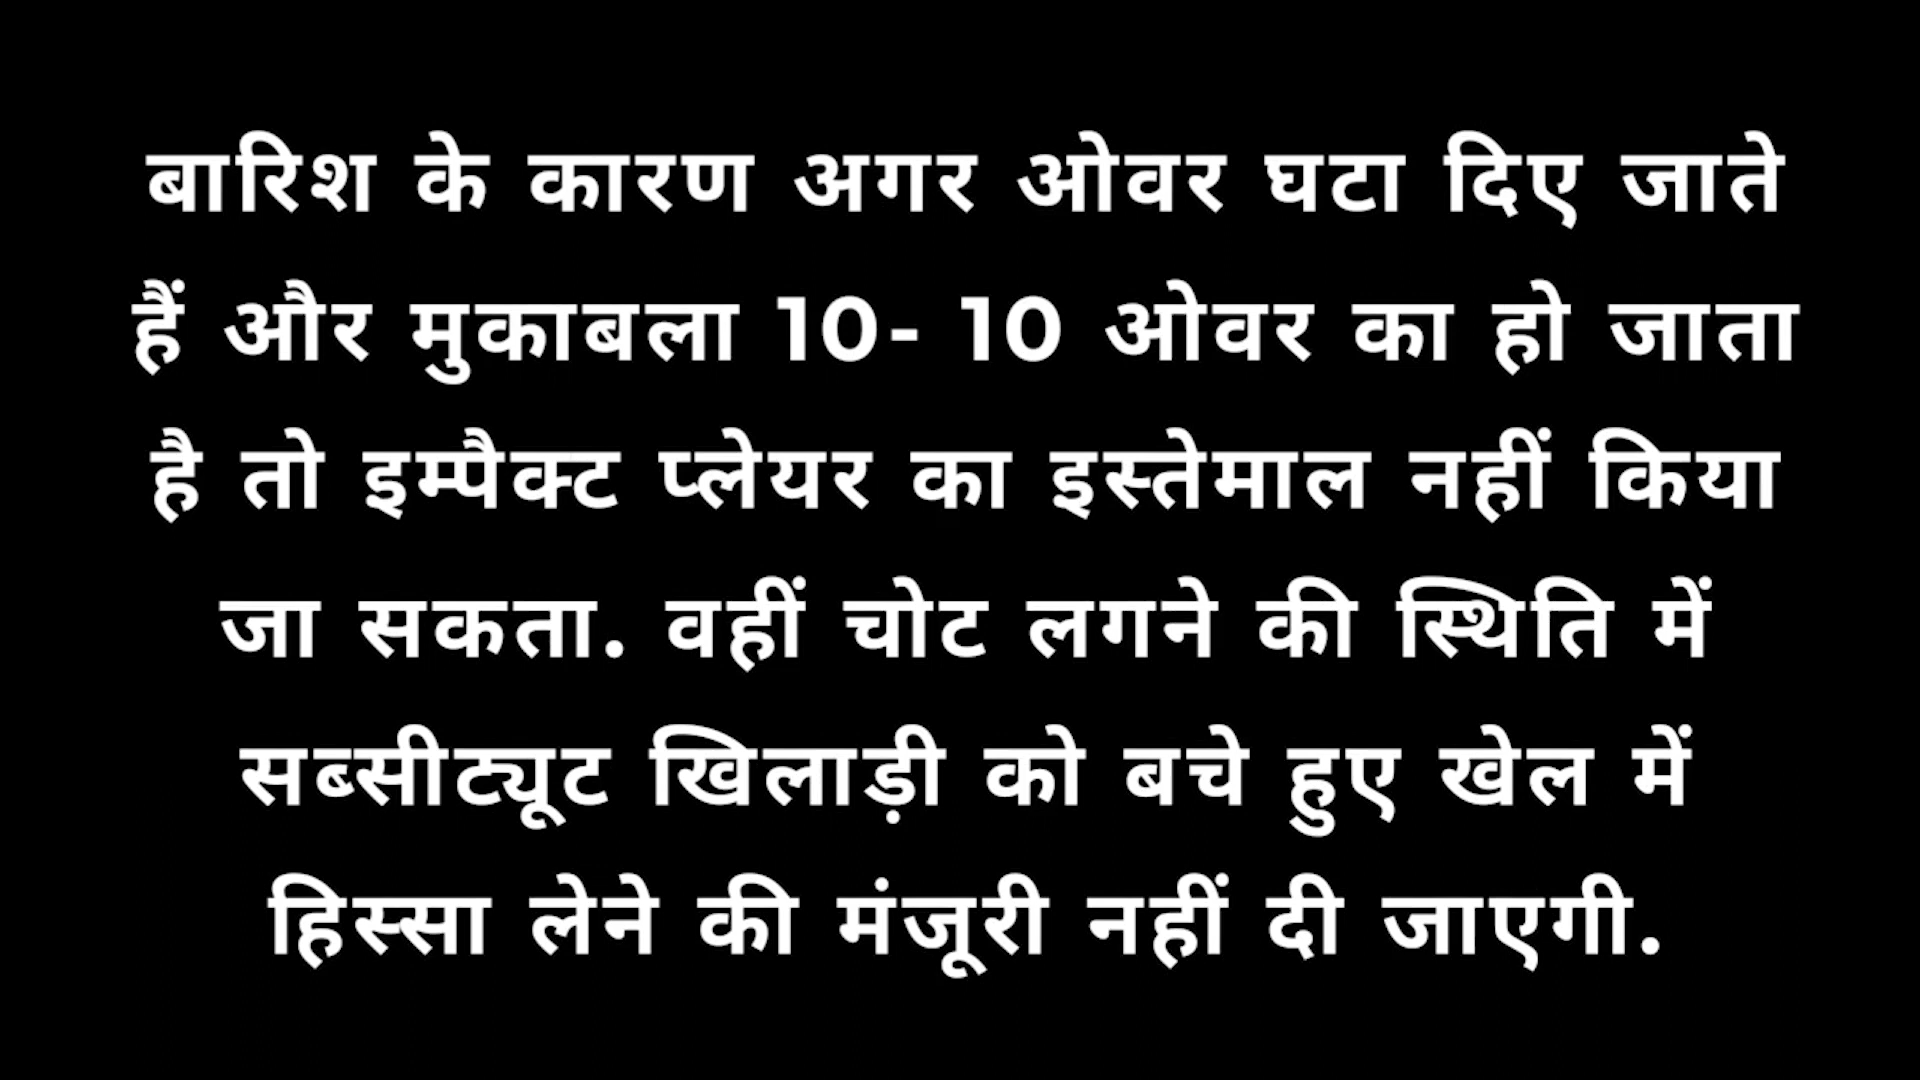 बारिश के कारण अगर ओवर घटा दिए जाते
हैं और मुकाबला 10- 10 ओवर का हो जाता
है तो इम्पैक्ट प्लेयर का इस्तेमाल नहीं किया
जा सकता. वहीं चोट लगने की स्थिति में
सब्सीट्यूट खिलाड़ी को बचे हुए खेल में
हिस्सा लेने की मंजूरी नहीं दी जाएगी.